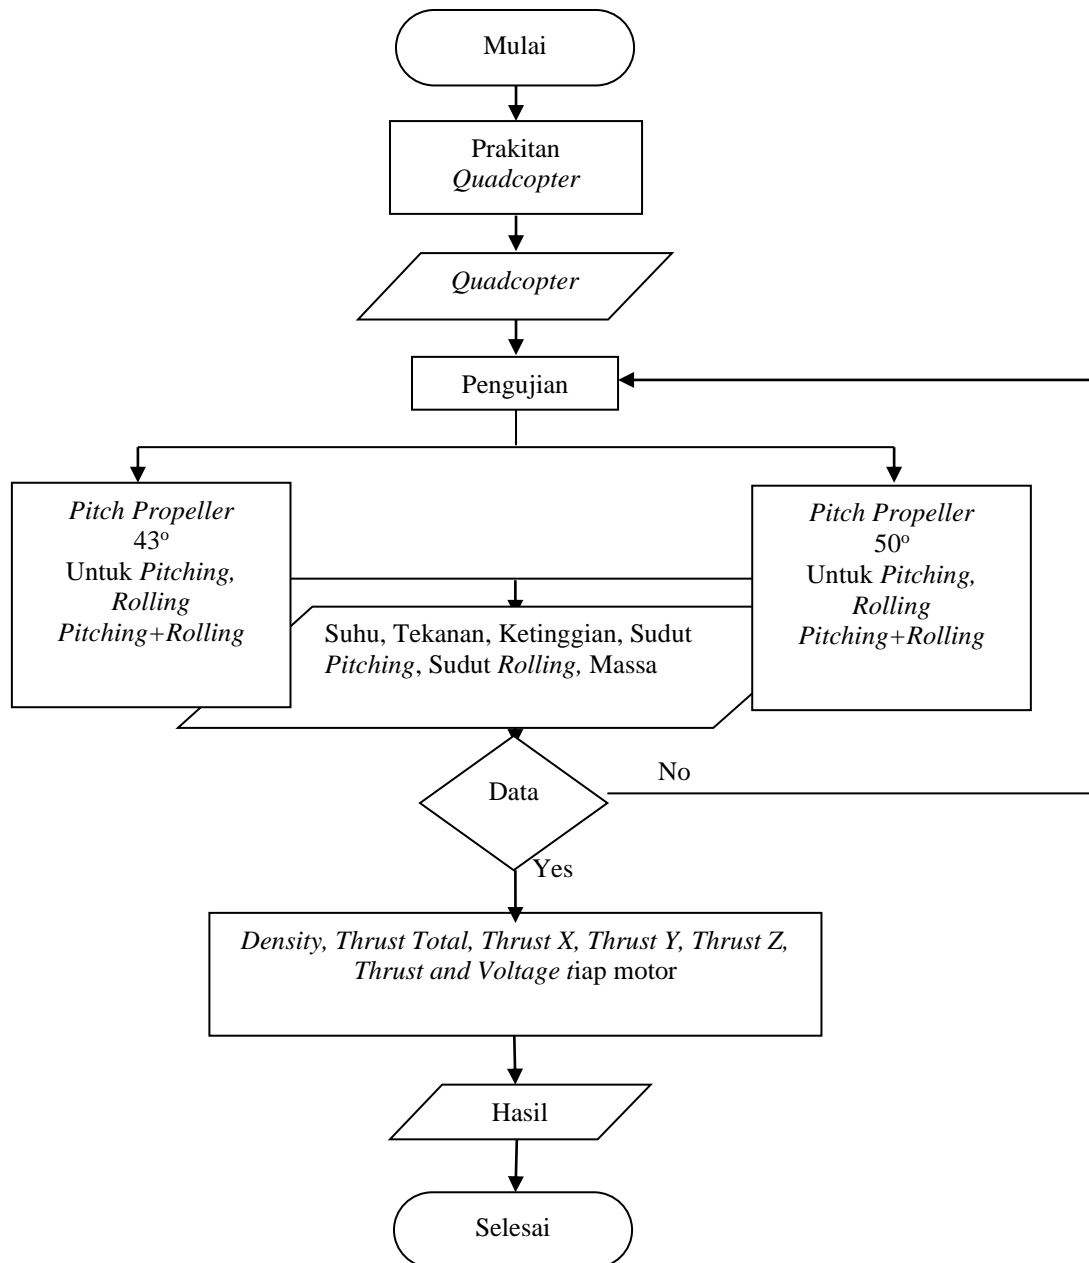 Mulai
Prakitan
Quadcopter
Quadcopter
Pengujian
Pitch Propeller
43º
Untuk Pitching,
Rolling
Pitching+Rolling
Pitch Propeller
50º
Untuk Pitching,
Rolling
Pitching+Rolling
Suhu, Tekanan, Ketinggian, Sudut
Pitching, Sudut Rolling, Massa
Data
No
Yes
Density, Thrust Total, Thrust X, Thrust Y, Thrust Z,
Thrust and Voltage tiap motor
Hasil
Selesai